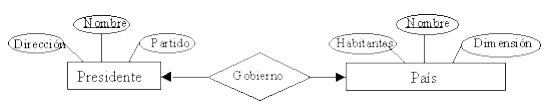 Nombre
Nombre
Dirección
Partido
Habitantes
Dimensión
Presidente
Gobierno
País